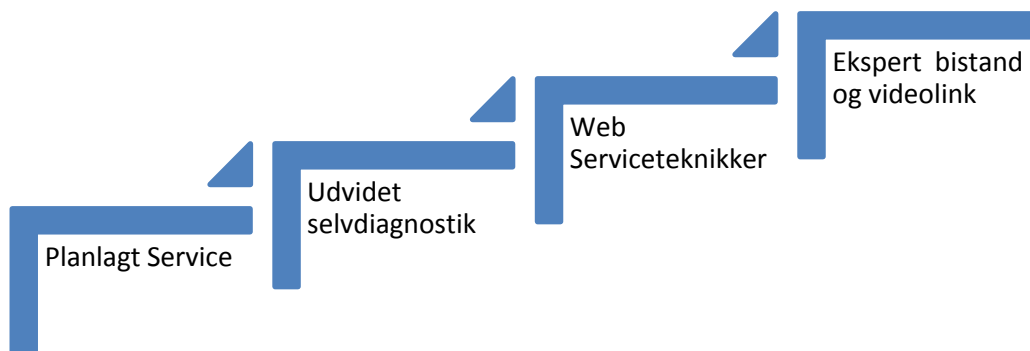 Planlagt Service
Udvidet
selvdiagnostik
Web
Serviceteknikker
Ekspert bistand
og videolink